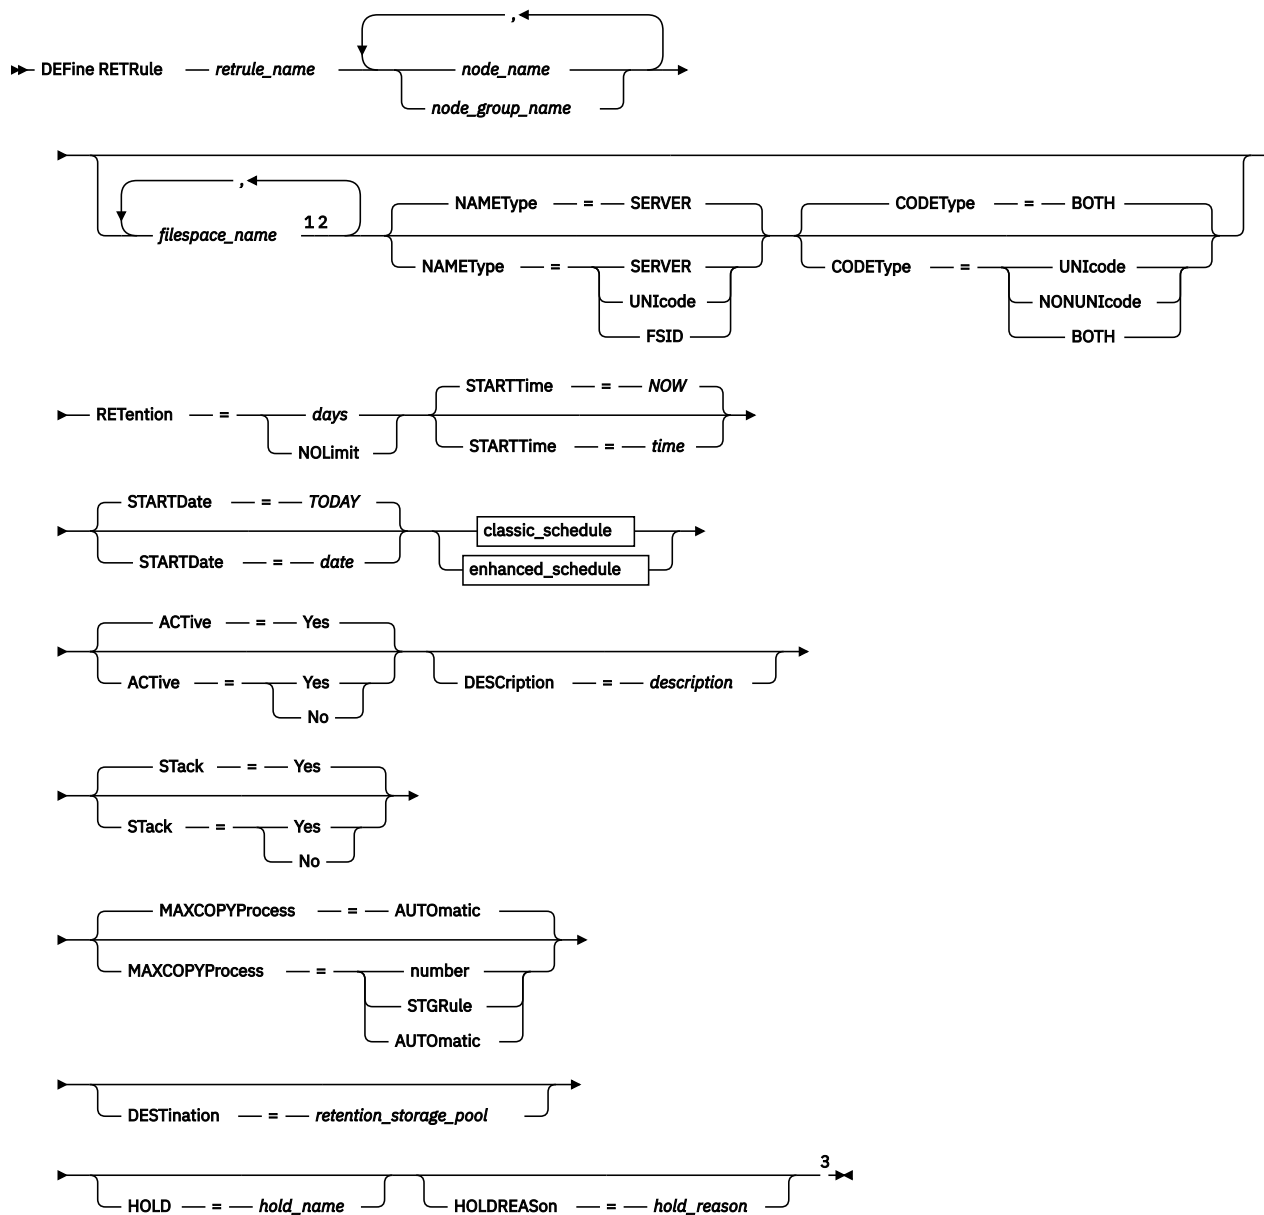 ,
DEFine RETRule retrule_name node_name
node_group_name
,
NAMEType = SERVER CODEType = BOTH
filespace_name 1 2
NAMEType = SERVER CODEType = UNIcode
UNIcode NONUNIcode
FSID BOTH
STARTTime = NOW
RETention = days
NOLimit STARTTime = time
STARTDate = TODAY
classic_schedule
STARTDate = date enhanced_schedule
ACTive = Yes
ACTive = Yes DESCription = description
No
STack = Yes
STack = Yes
No
MAXCOPYProcess = AUTOmatic
MAXCOPYProcess = number
STGRule
AUTOmatic
DESTination = retention_storage_pool
3
HOLD = hold_name HOLDREASon = hold_reason